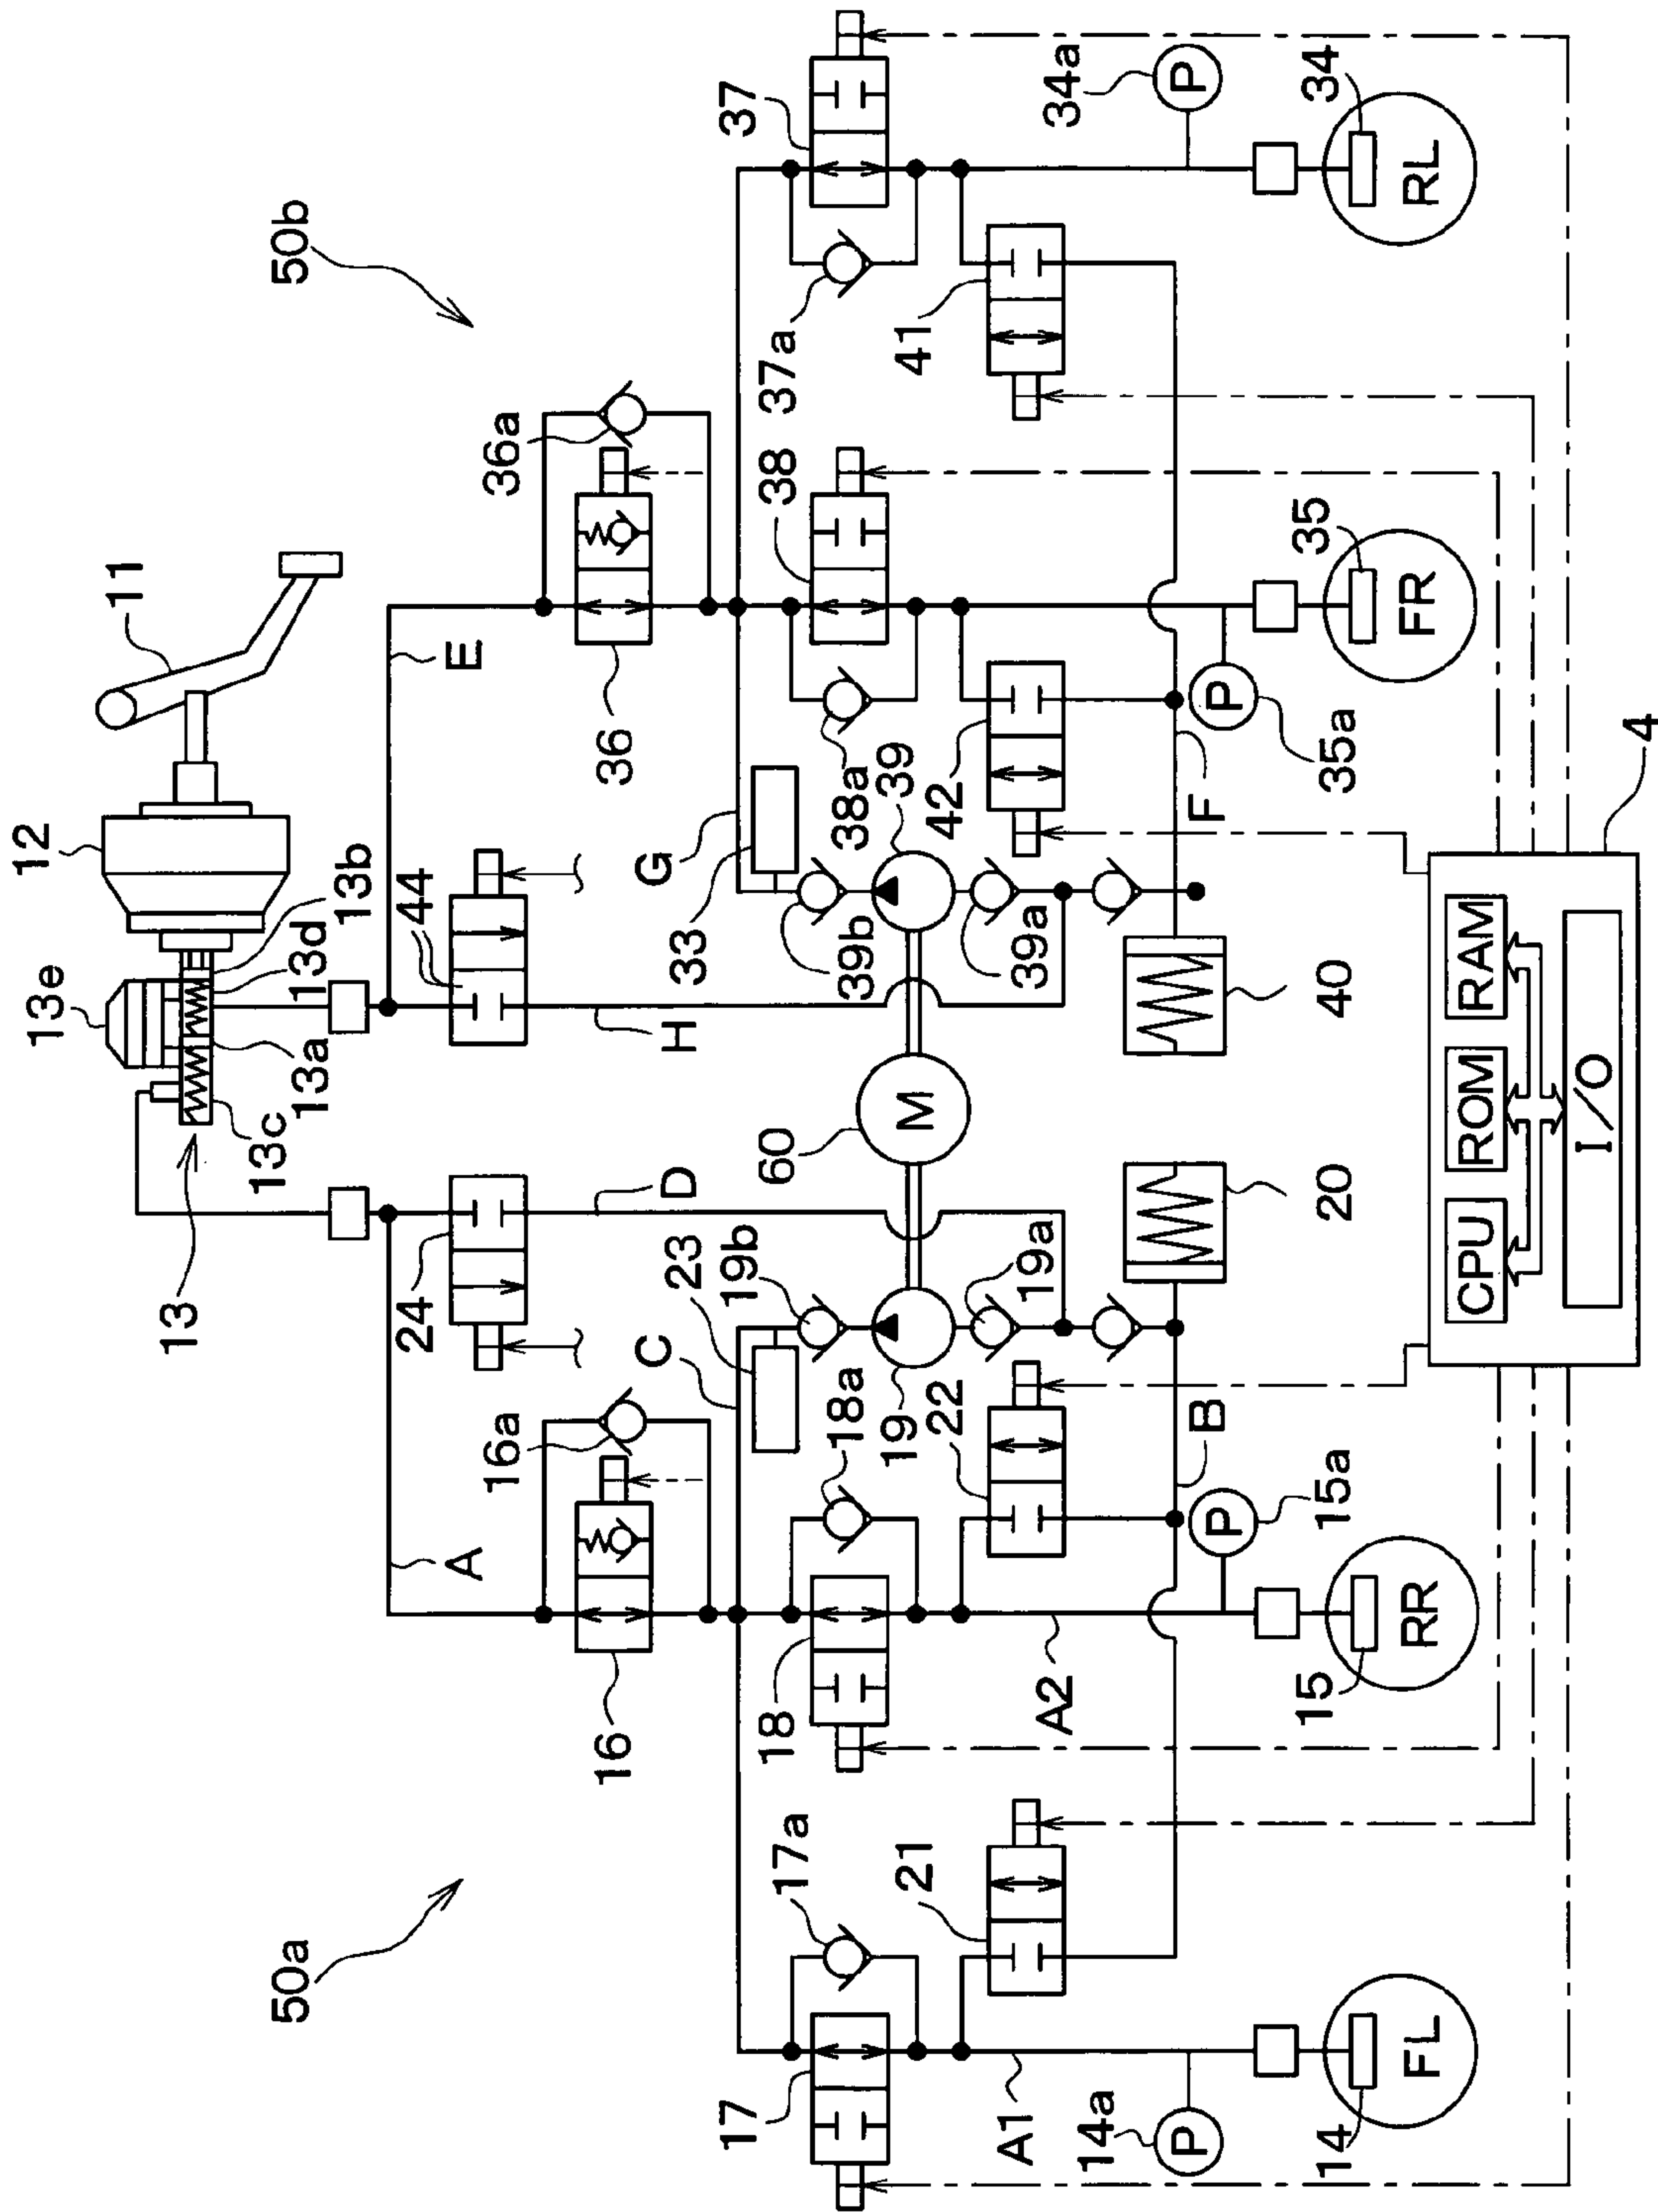 11
12
13e
13b
13d
13a
13c
13
50a
50b
A
E
24
44
D
H
16
16a
36
36a
C
G
23
33
19b
39b
60
M
17
17a
18
18a
19
19a
38
38a
39
39a
37
37a
21
22
42
41
A1
A2
B
F
20
40
14a
P
15a
P
35a
P
34a
P
14
FL
15
RR
35
FR
34
RL
4
CPU
ROM
RAM
I/O